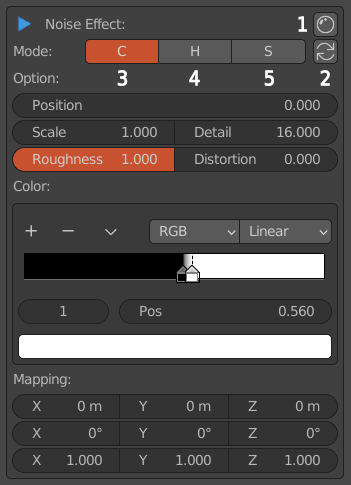 Noise Effect: 1
Mode: C H S
Option: 3 4 5 2
Position 0.000
Scale 1.000 Detail 16.000
Roughness 1.000 Distortion 0.000
Color:
RGB Linear
1 Pos 0.560
Mapping:
X 0 m Y 0 m Z 0 m
X 0° Y 0° Z 0°
X 1.000 Y 1.000 Z 1.000